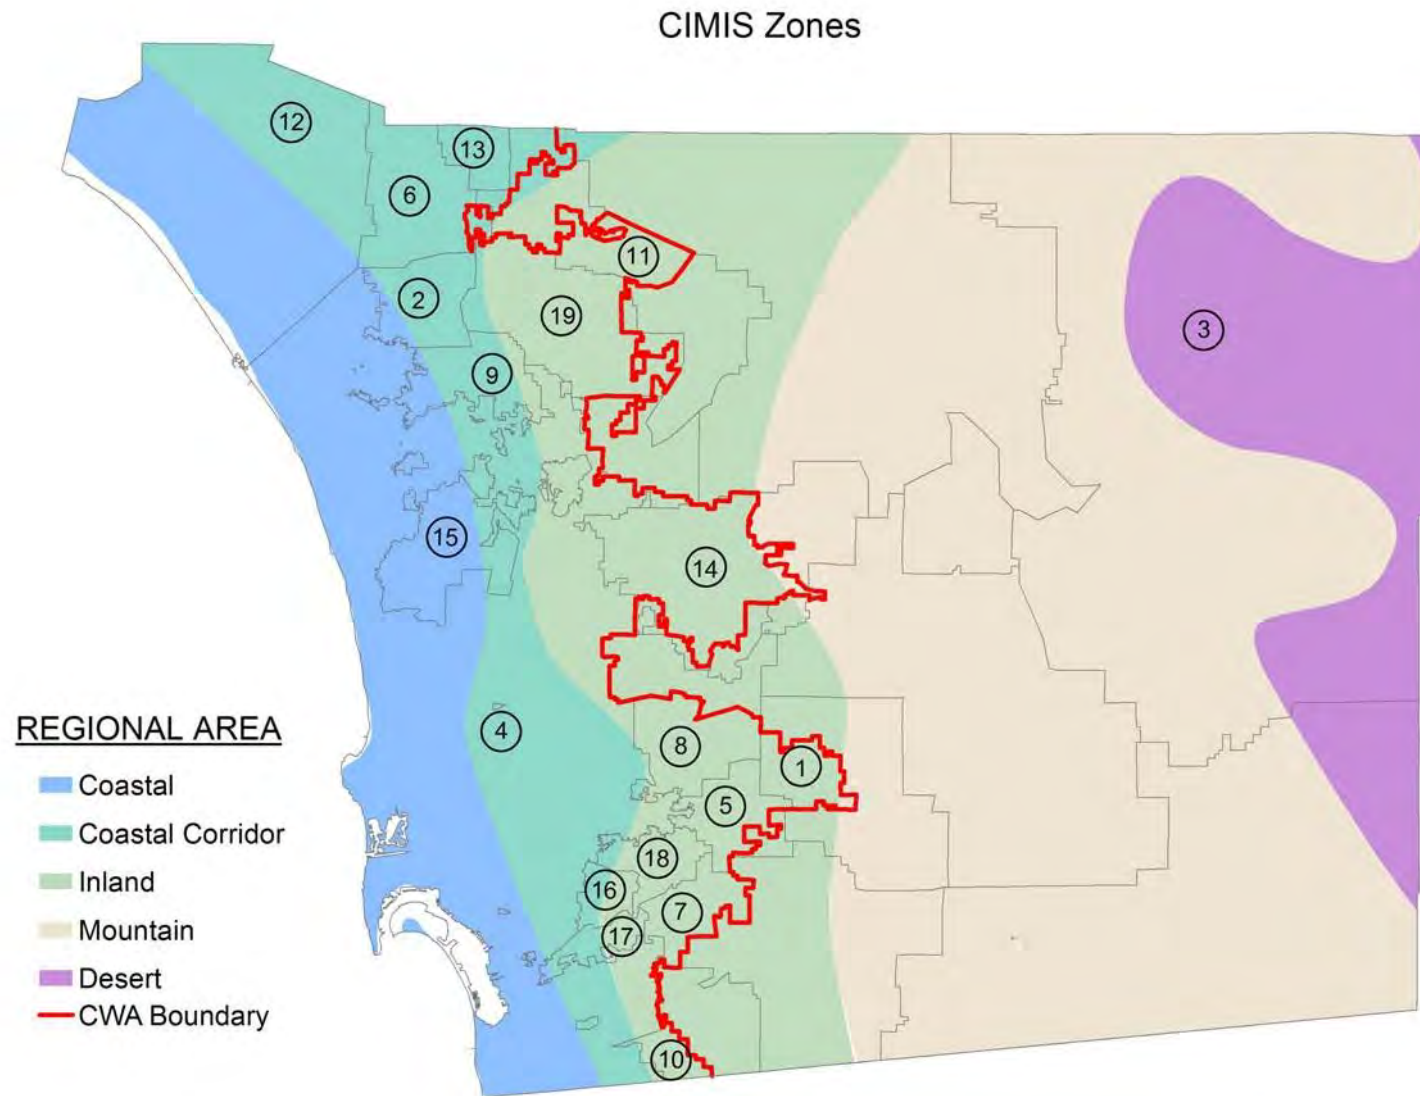 CIMIS Zones
12
13
6
11
2
19
3
9
15
14
4
8
1
5
18
16
7
17
10
REGIONAL AREA
Coastal
Coastal Corridor
Inland
Mountain
Desert
CWA Boundary